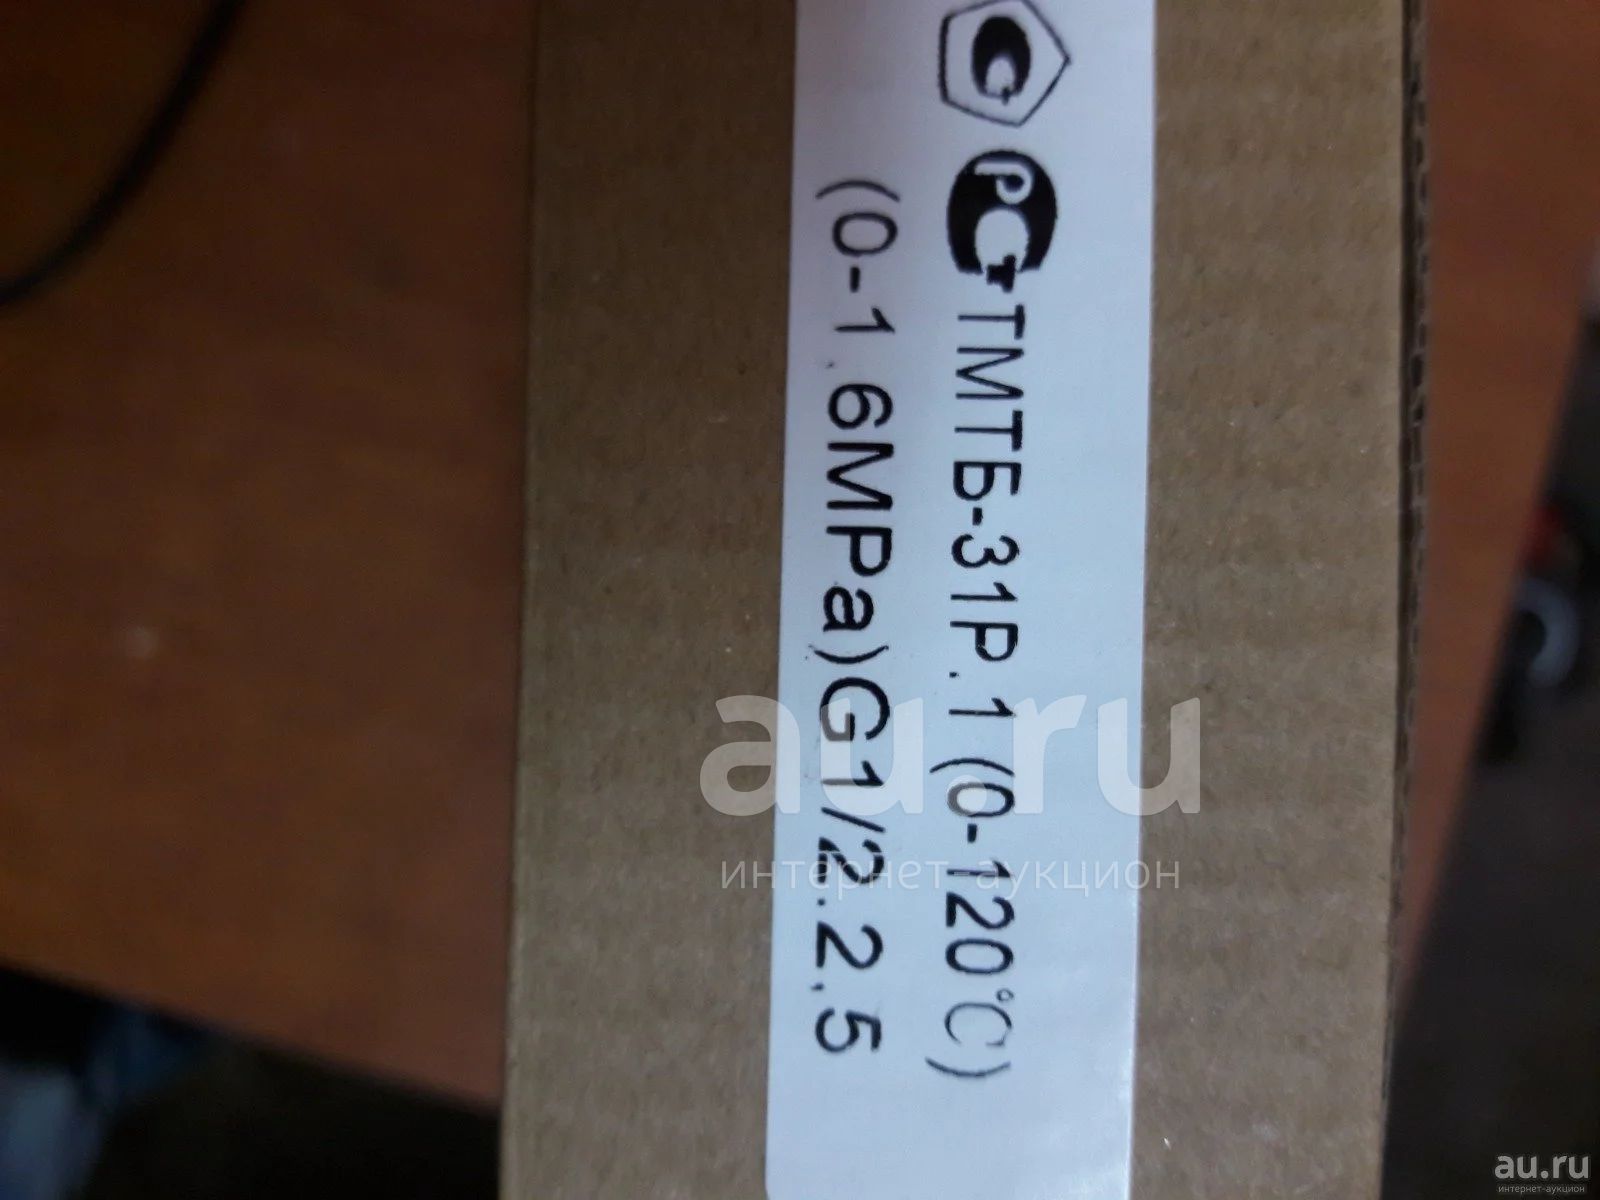 РСТ ТМТБ-31Р.1(0-120℃)
(0-1.6MPa)G1/2.2,5
au.ru
интернет-аукцион
au.ru
интернет-аукцион